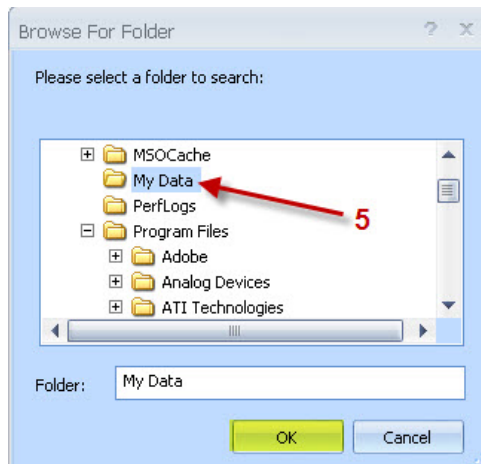 Browse For Folder
Please select a folder to search:
MSOCache
My Data
PerfLogs
5
Program Files
Adobe
Analog Devices
ATI Technologies
Folder: My Data
OK Cancel